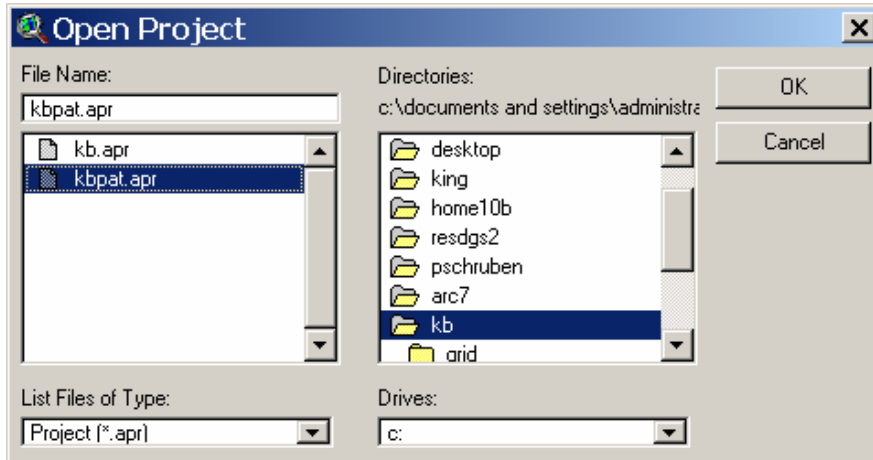 Open Project
File Name:
kbpat.apr
kb.apr
kbpat.apr
List Files of Type:
Project (*.apr)
Directories:
c:\documents and settings\administra
desktop
king
home10b
resdgs2
pschruben
arc7
kb
grid
Drives:
c:
OK
Cancel